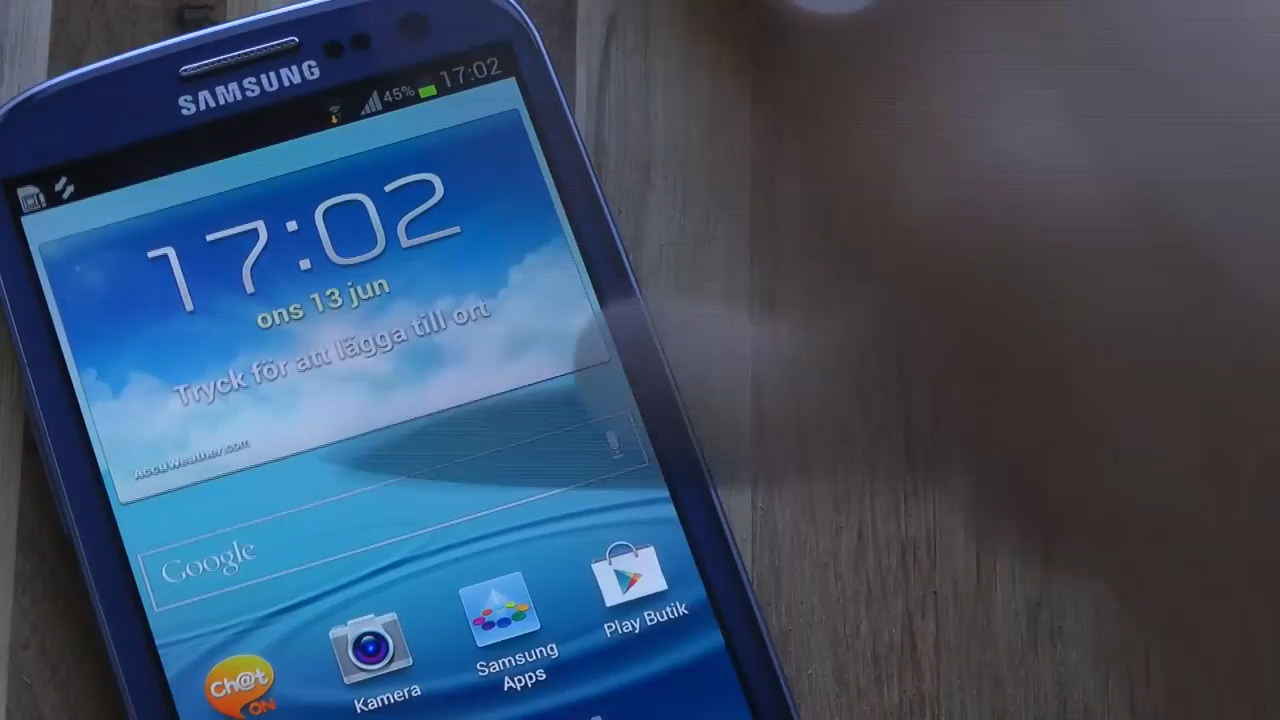 SAMSUNG
45% 17:02
17:02
ons 13 jun
Tryck för att lägga till ort
AccuWeather.com
Google
Ch@t
ON
Kamera
Samsung
Apps
Play Butik